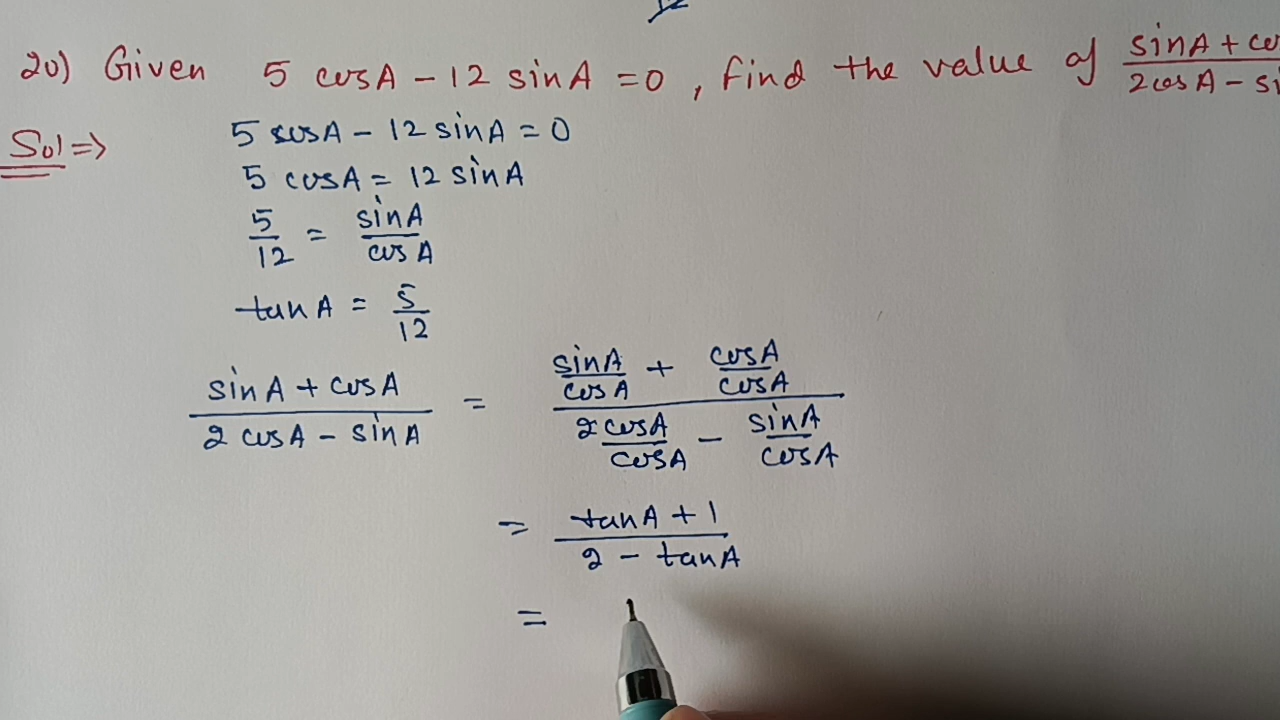 20) Given 5 cosA - 12 sinA = 0, find the value of (sinA + co)/(2cosA - si)
Sol => 5 cosA - 12 sinA = 0
5 cosA = 12 sinA
5/12 = sinA/cosA
tanA = 5/12
(sinA + cosA)/(2 cosA - sinA) = (sinA/cosA + cosA/cosA)/(2cosA/cosA - sinA/cosA)
= (tanA + 1)/(2 - tanA)
=